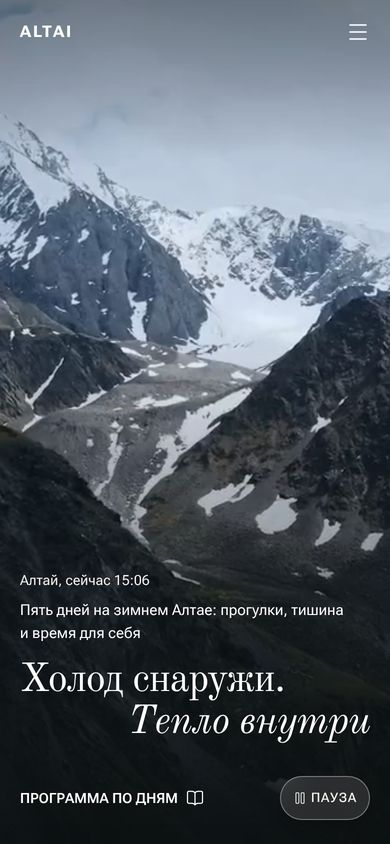 ALTAI
Алтай, сейчас 15:06
Пять дней на зимнем Алтае: прогулки, тишина
и время для себя
Холод снаружи.
Тепло внутри
ПРОГРАММА ПО ДНЯМ
ПАУЗА